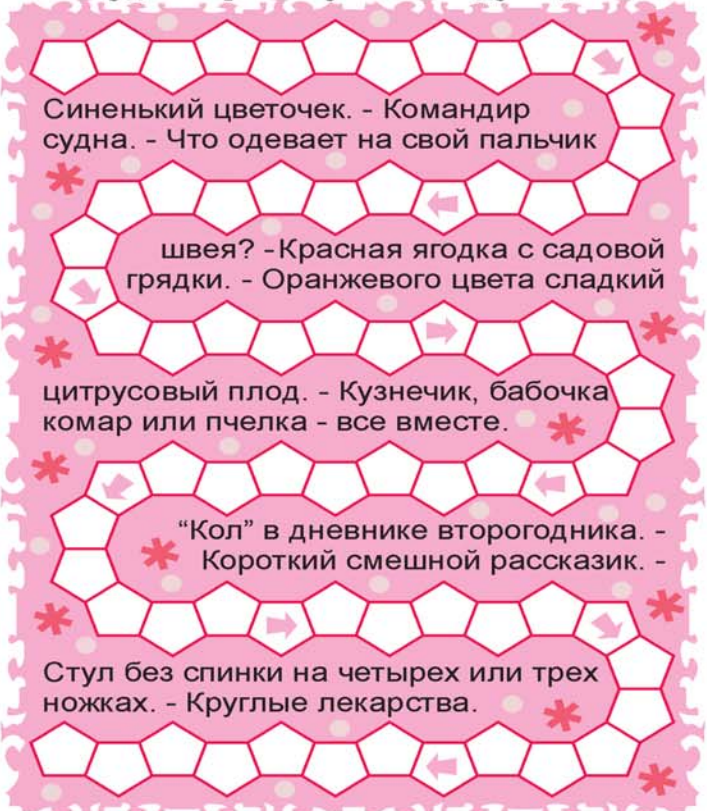 Синенький цветочек. - Командир
судна. - Что одевает на свой пальчик
швея? -Красная ягодка с садовой
грядки. - Оранжевого цвета сладкий
цитрусовый плод. - Кузнечик, бабочка
комар или пчелка - все вместе.
“Кол” в дневнике второгодника. -
Короткий смешной рассказик. -
Стул без спинки на четырех или трех
ножках. - Круглые лекарства.